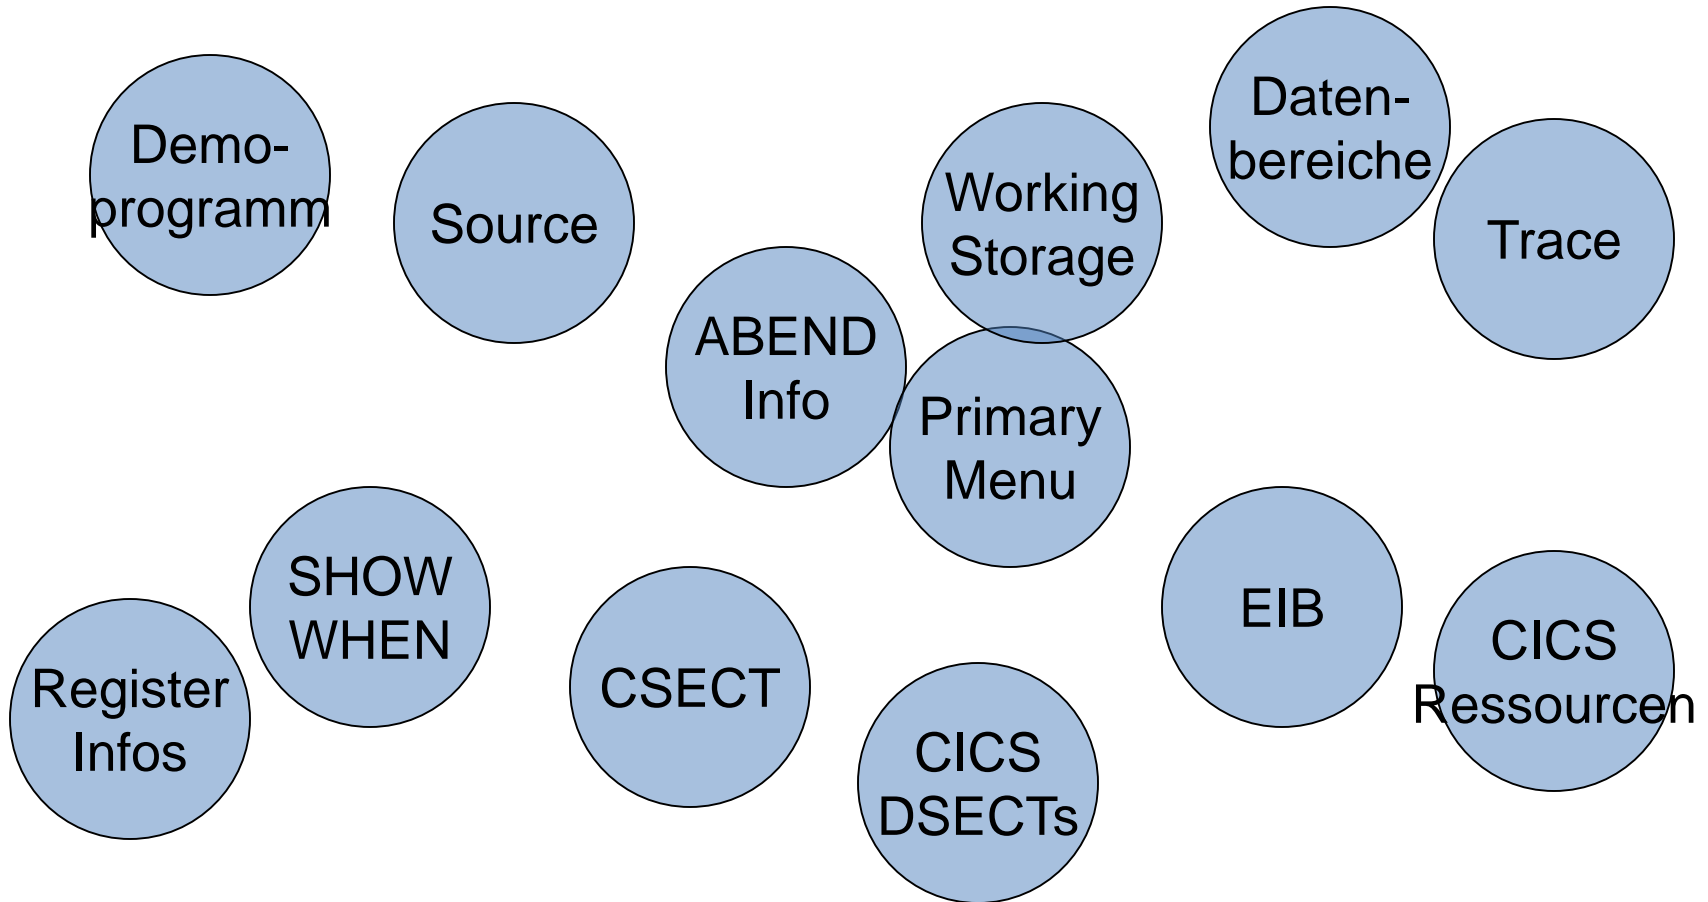 Demo-
programm
Source
Working
Storage
Daten-
bereiche
Trace
ABEND
Info
Primary
Menu
SHOW
WHEN
Register
Infos
CSECT
CICS
DSECTs
EIB
CICS
Ressourcen